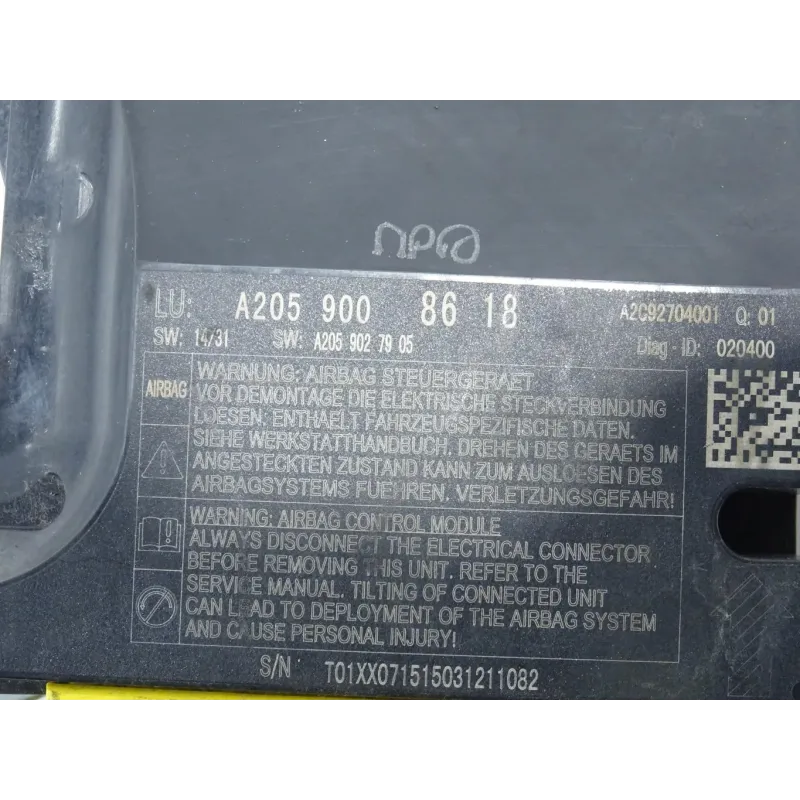 LU: A205 900 86 18 A2C92704001 Q: 01
SW: 14/31 SW: A205 902 79 05 Diag - ID: 020400
AIRBAG
WARNUNG: AIRBAG STEUERGERAET
VOR DEMONTAGE DIE ELEKTRISCHE STECKVERBINDUNG
LOESEN. ENTHAELT FAHRZEUGSPEZIFISCHE DATEN.
SIEHE WERKSTATTHANDBUCH. DREHEN DES GERAETS IM
ANGESTECKTEN ZUSTAND KANN ZUM AUSLOESEN DES
AIRBAGSYSTEMS FUEHREN. VERLETZUNGSGEFAHR!
WARNING: AIRBAG CONTROL MODULE
ALWAYS DISCONNECT THE ELECTRICAL CONNECTOR
BEFORE REMOVING THIS UNIT. REFER TO THE
SERVICE MANUAL. TILTING OF CONNECTED UNIT
CAN LEAD TO DEPLOYMENT OF THE AIRBAG SYSTEM
AND CAUSE PERSONAL INJURY!
S/N T01XX071515031211082